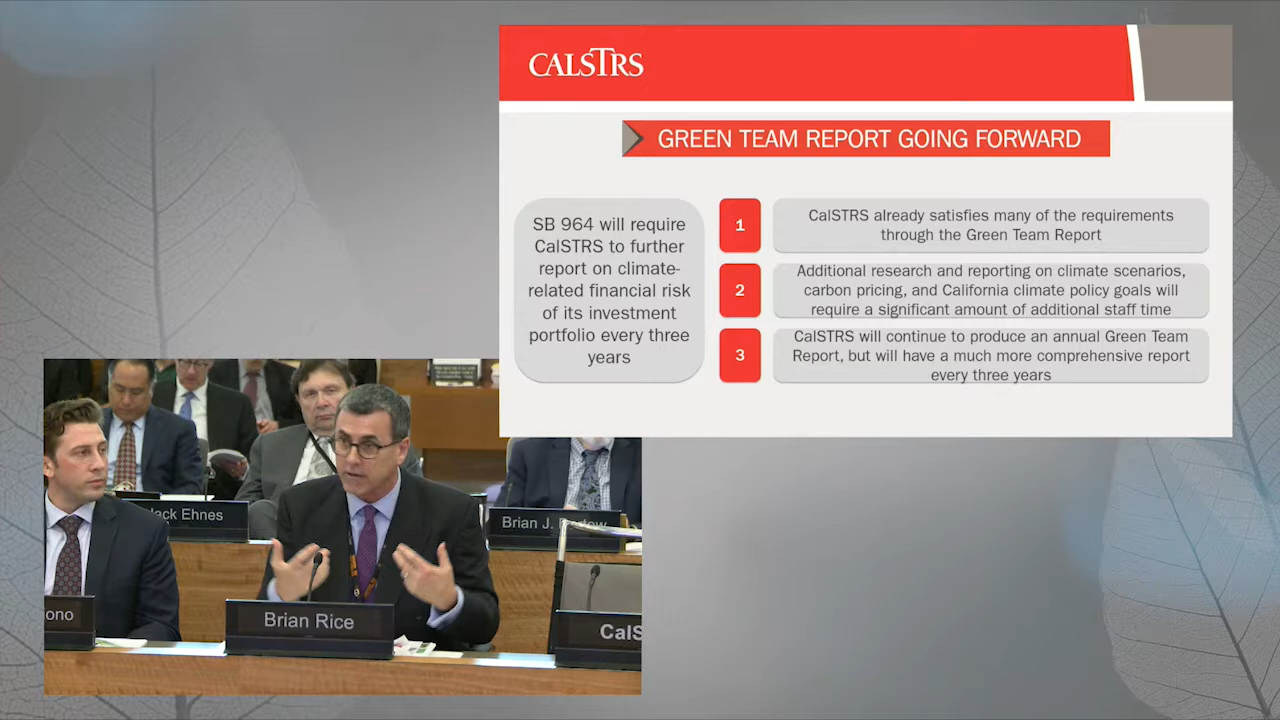 CALSTRS
GREEN TEAM REPORT GOING FORWARD
SB 964 will require
CalSTRS to further
report on climate-
related financial risk
of its investment
portfolio every three
years
1
CalSTRS already satisfies many of the requirements
through the Green Team Report
2
Additional research and reporting on climate scenarios,
carbon pricing, and California climate policy goals will
require a significant amount of additional staff time
3
CalSTRS will continue to produce an annual Green Team
Report, but will have a much more comprehensive report
every three years
Jack Ehnes
Brian J.
ono
Brian Rice
CalS